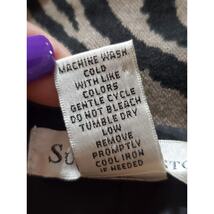 MACHINE WASH
COLD
WITH LIKE
COLORS
GENTLE CYCLE
DO NOT BLEACH
TUMBLE DRY
LOW
REMOVE
PROMPTLY
COOL IRON
IF NEEDED